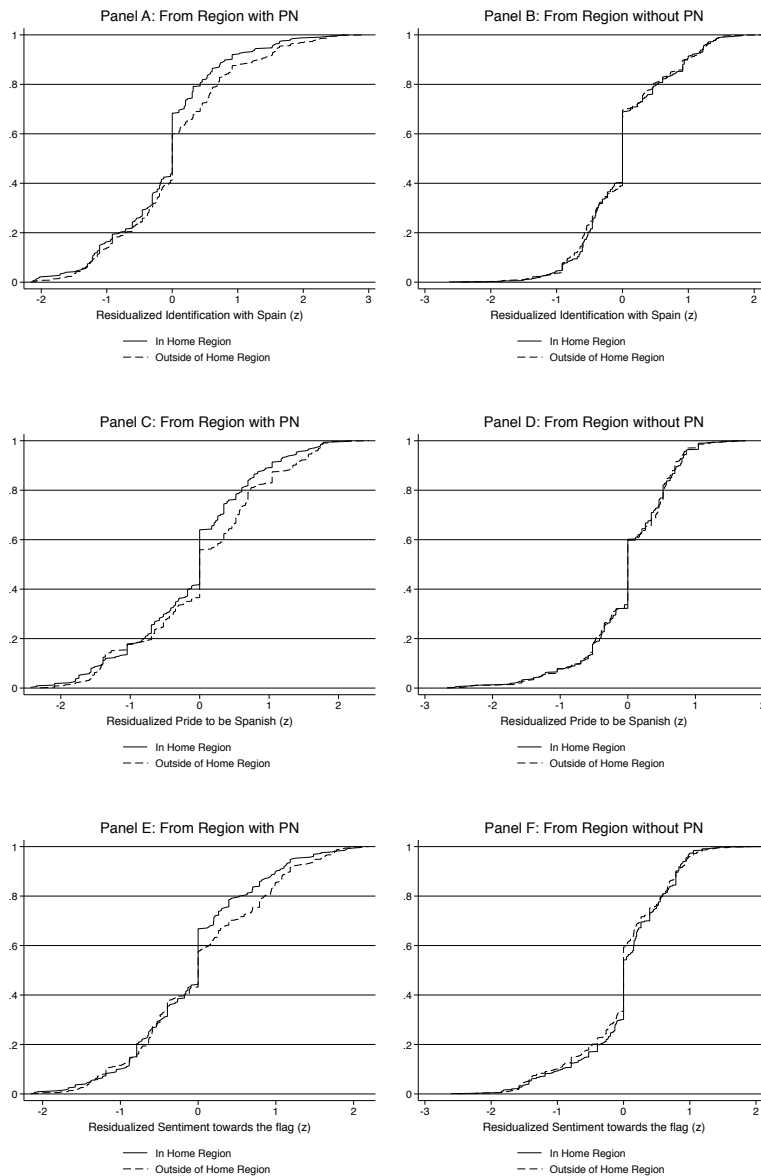 Panel A: From Region with PN
1
.8
.6
.4
.2
0
-2 -1 0 1 2 3
Residualized Identification with Spain (z)
In Home Region
Outside of Home Region
Panel B: From Region without PN
1
.8
.6
.4
.2
0
-3 -2 -1 0 1 2
Residualized Identification with Spain (z)
In Home Region
Outside of Home Region
Panel C: From Region with PN
1
.8
.6
.4
.2
0
-2 -1 0 1 2
Residualized Pride to be Spanish (z)
In Home Region
Outside of Home Region
Panel D: From Region without PN
1
.8
.6
.4
.2
0
-3 -2 -1 0 1 2
Residualized Pride to be Spanish (z)
In Home Region
Outside of Home Region
Panel E: From Region with PN
1
.8
.6
.4
.2
0
-2 -1 0 1 2
Residualized Sentiment towards the flag (z)
In Home Region
Outside of Home Region
Panel F: From Region without PN
1
.8
.6
.4
.2
0
-3 -2 -1 0 1 2
Residualized Sentiment towards the flag (z)
In Home Region
Outside of Home Region